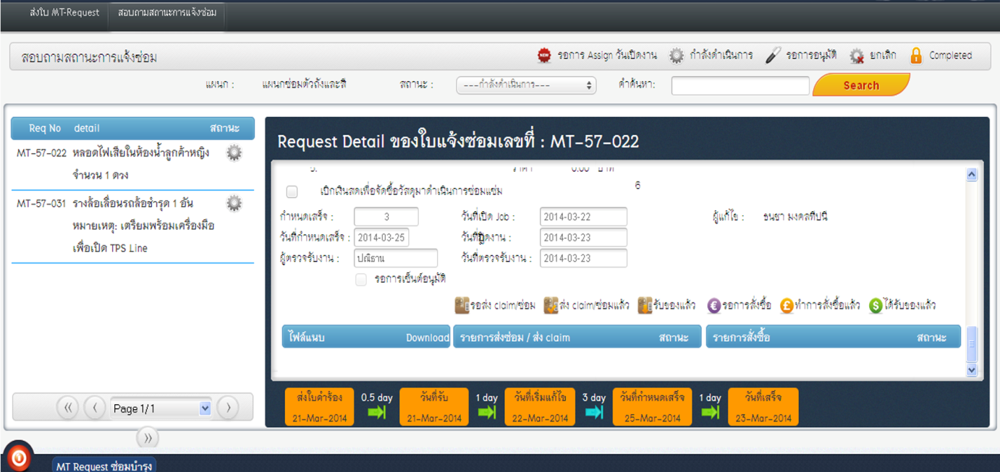 ส่งใบ MT-Request สอบถามสถานะการแจ้งซ่อม
สอบถามสถานะการแจ้งซ่อม NEW รอการ Assign วันเปิดงาน กำลังดำเนินการ รอการอนุมัติ ยกเลิก Completed
แผนก : แผนกซ่อมตัวถังและสี สถานะ : ---กำลังดำเนินการ--- คำค้นหา: Search
Req No detail สถานะ
MT-57-022 หลอดไฟเสียในห้องน้ำลูกค้าหญิง
จำนวน 1 ดวง
MT-57-031 รางล้อเลื่อนรถล้อชำรุด 1 อัน
หมายเหตุ: เตรียมพร้อมเครื่องมือ
เพื่อเปิด TPS Line
Page 1/1
Request Detail ของใบแจ้งซ่อมเลขที่ : MT-57-022
5. ราคา 0.00 บาท
เบิกเงินสดเพื่อจัดซื้อวัสดุมาดำเนินการซ่อมแซ่ม 6
กำหนดเสร็จ : 3 วันที่เปิด Job : 2014-03-22 ผู้แก้ไข : ธนชา มงคลทีปนี
วันที่กำหนดเสร็จ : 2014-03-25 วันที่ปิดงาน : 2014-03-23
ผู้ตรวจรับงาน : ปณิธาน วันที่ตรวจรับงาน : 2014-03-23
รอการเซ็นต์อนุมัติ
รอส่ง claim/ซ่อม ส่ง claim/ซ่อมแล้ว รับของแล้ว รอการสั่งซื้อ ทำการสั่งซื้อแล้ว ได้รับของแล้ว
ไฟล์แนบ Download รายการส่งซ่อม / ส่ง claim สถานะ รายการสั่งซื้อ สถานะ
ส่งใบคำร้อง 0.5 day วันที่รับ 1 day วันที่เริ่มแก้ไข 3 day วันที่กำหนดเสร็จ 1 day วันที่เสร็จ
21-Mar-2014 21-Mar-2014 22-Mar-2014 25-Mar-2014 23-Mar-2014
MT Request ซ่อมบำรุง